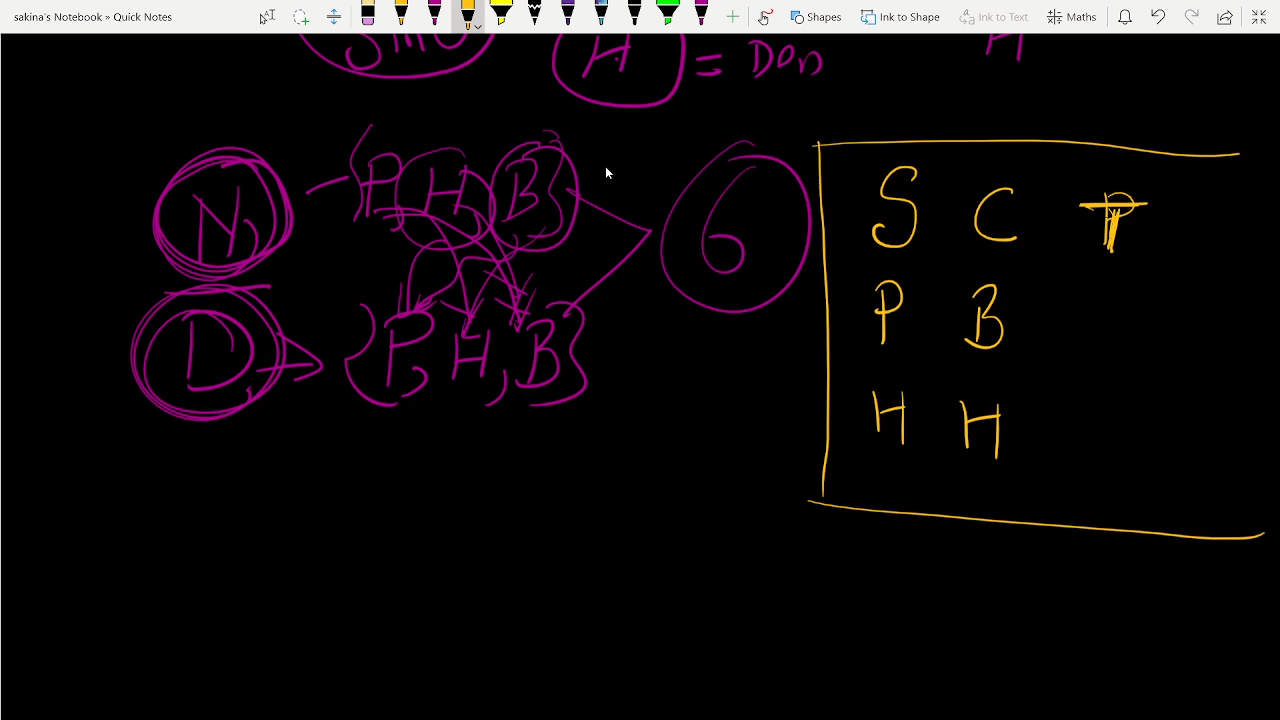 sakina's Notebook » Quick Notes
Shapes
Ink to Shape
Ink to Text
Maths
H = Don
H
N, {P, H, B}
D, {P, H, B}
6
S C T
P B
H H